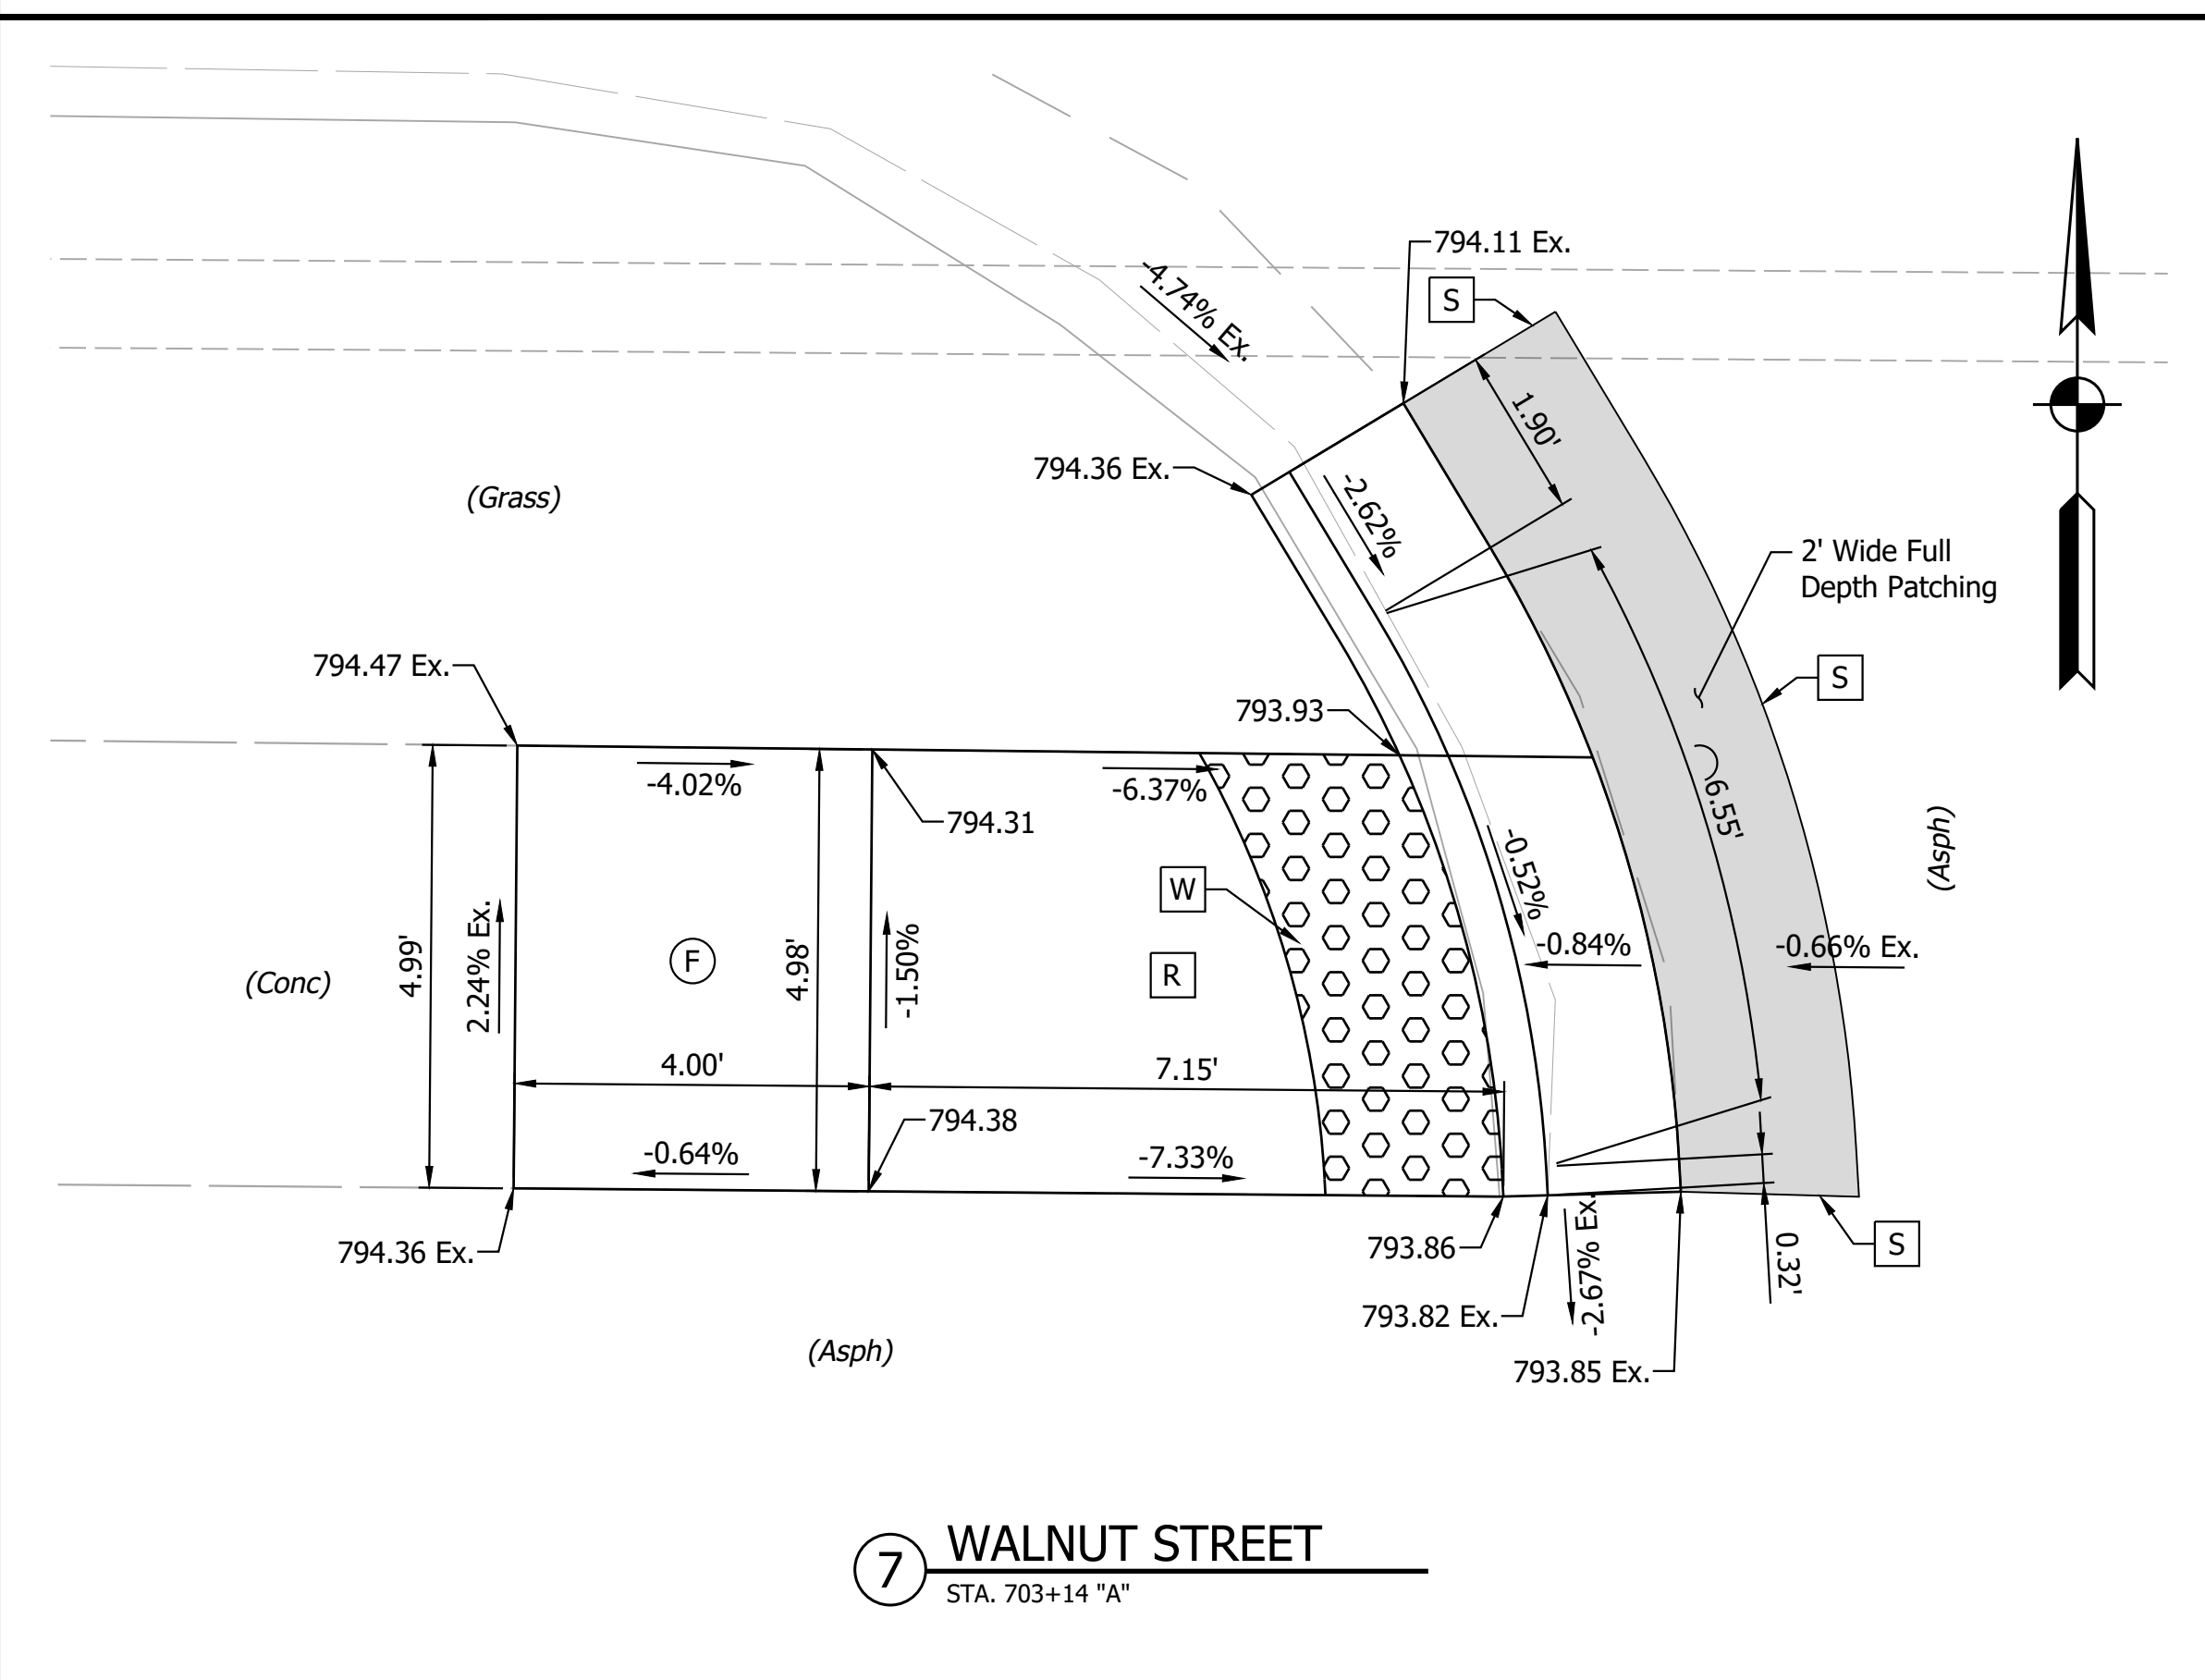 794.11 Ex.
-4.74% Ex.
S
1.90'
794.36 Ex.
-2.62%
(Grass)
2' Wide Full
Depth Patching
794.47 Ex.
S
793.93
-4.02%
-6.37%
794.31
6.55'
(Asph)
-0.52%
W
4.99'
2.24% Ex.
F
4.98'
-1.50%
R
-0.84%
-0.66% Ex.
(Conc)
4.00'
7.15'
794.38
-0.64%
-7.33%
794.36 Ex.
793.86
-2.67% Ex.
0.32'
S
793.82 Ex.
(Asph)
793.85 Ex.
7
WALNUT STREET
STA. 703+14 "A"